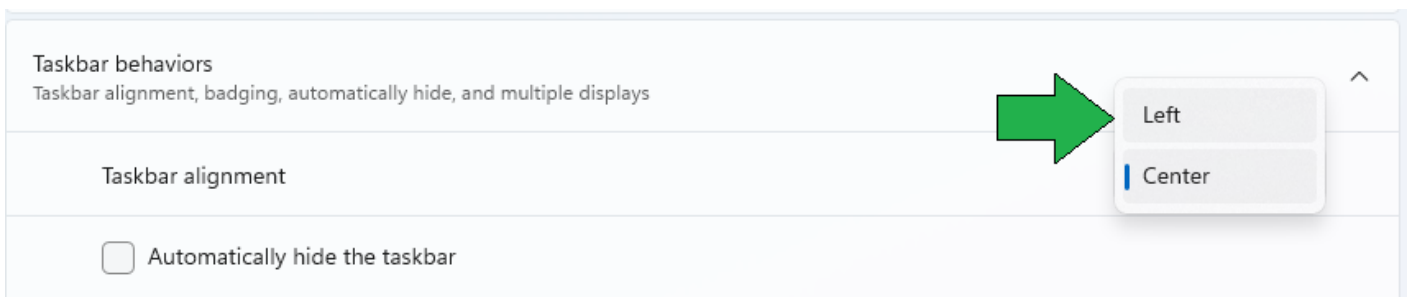 Taskbar behaviors
Taskbar alignment, badging, automatically hide, and multiple displays
Left
Taskbar alignment
Center
Automatically hide the taskbar